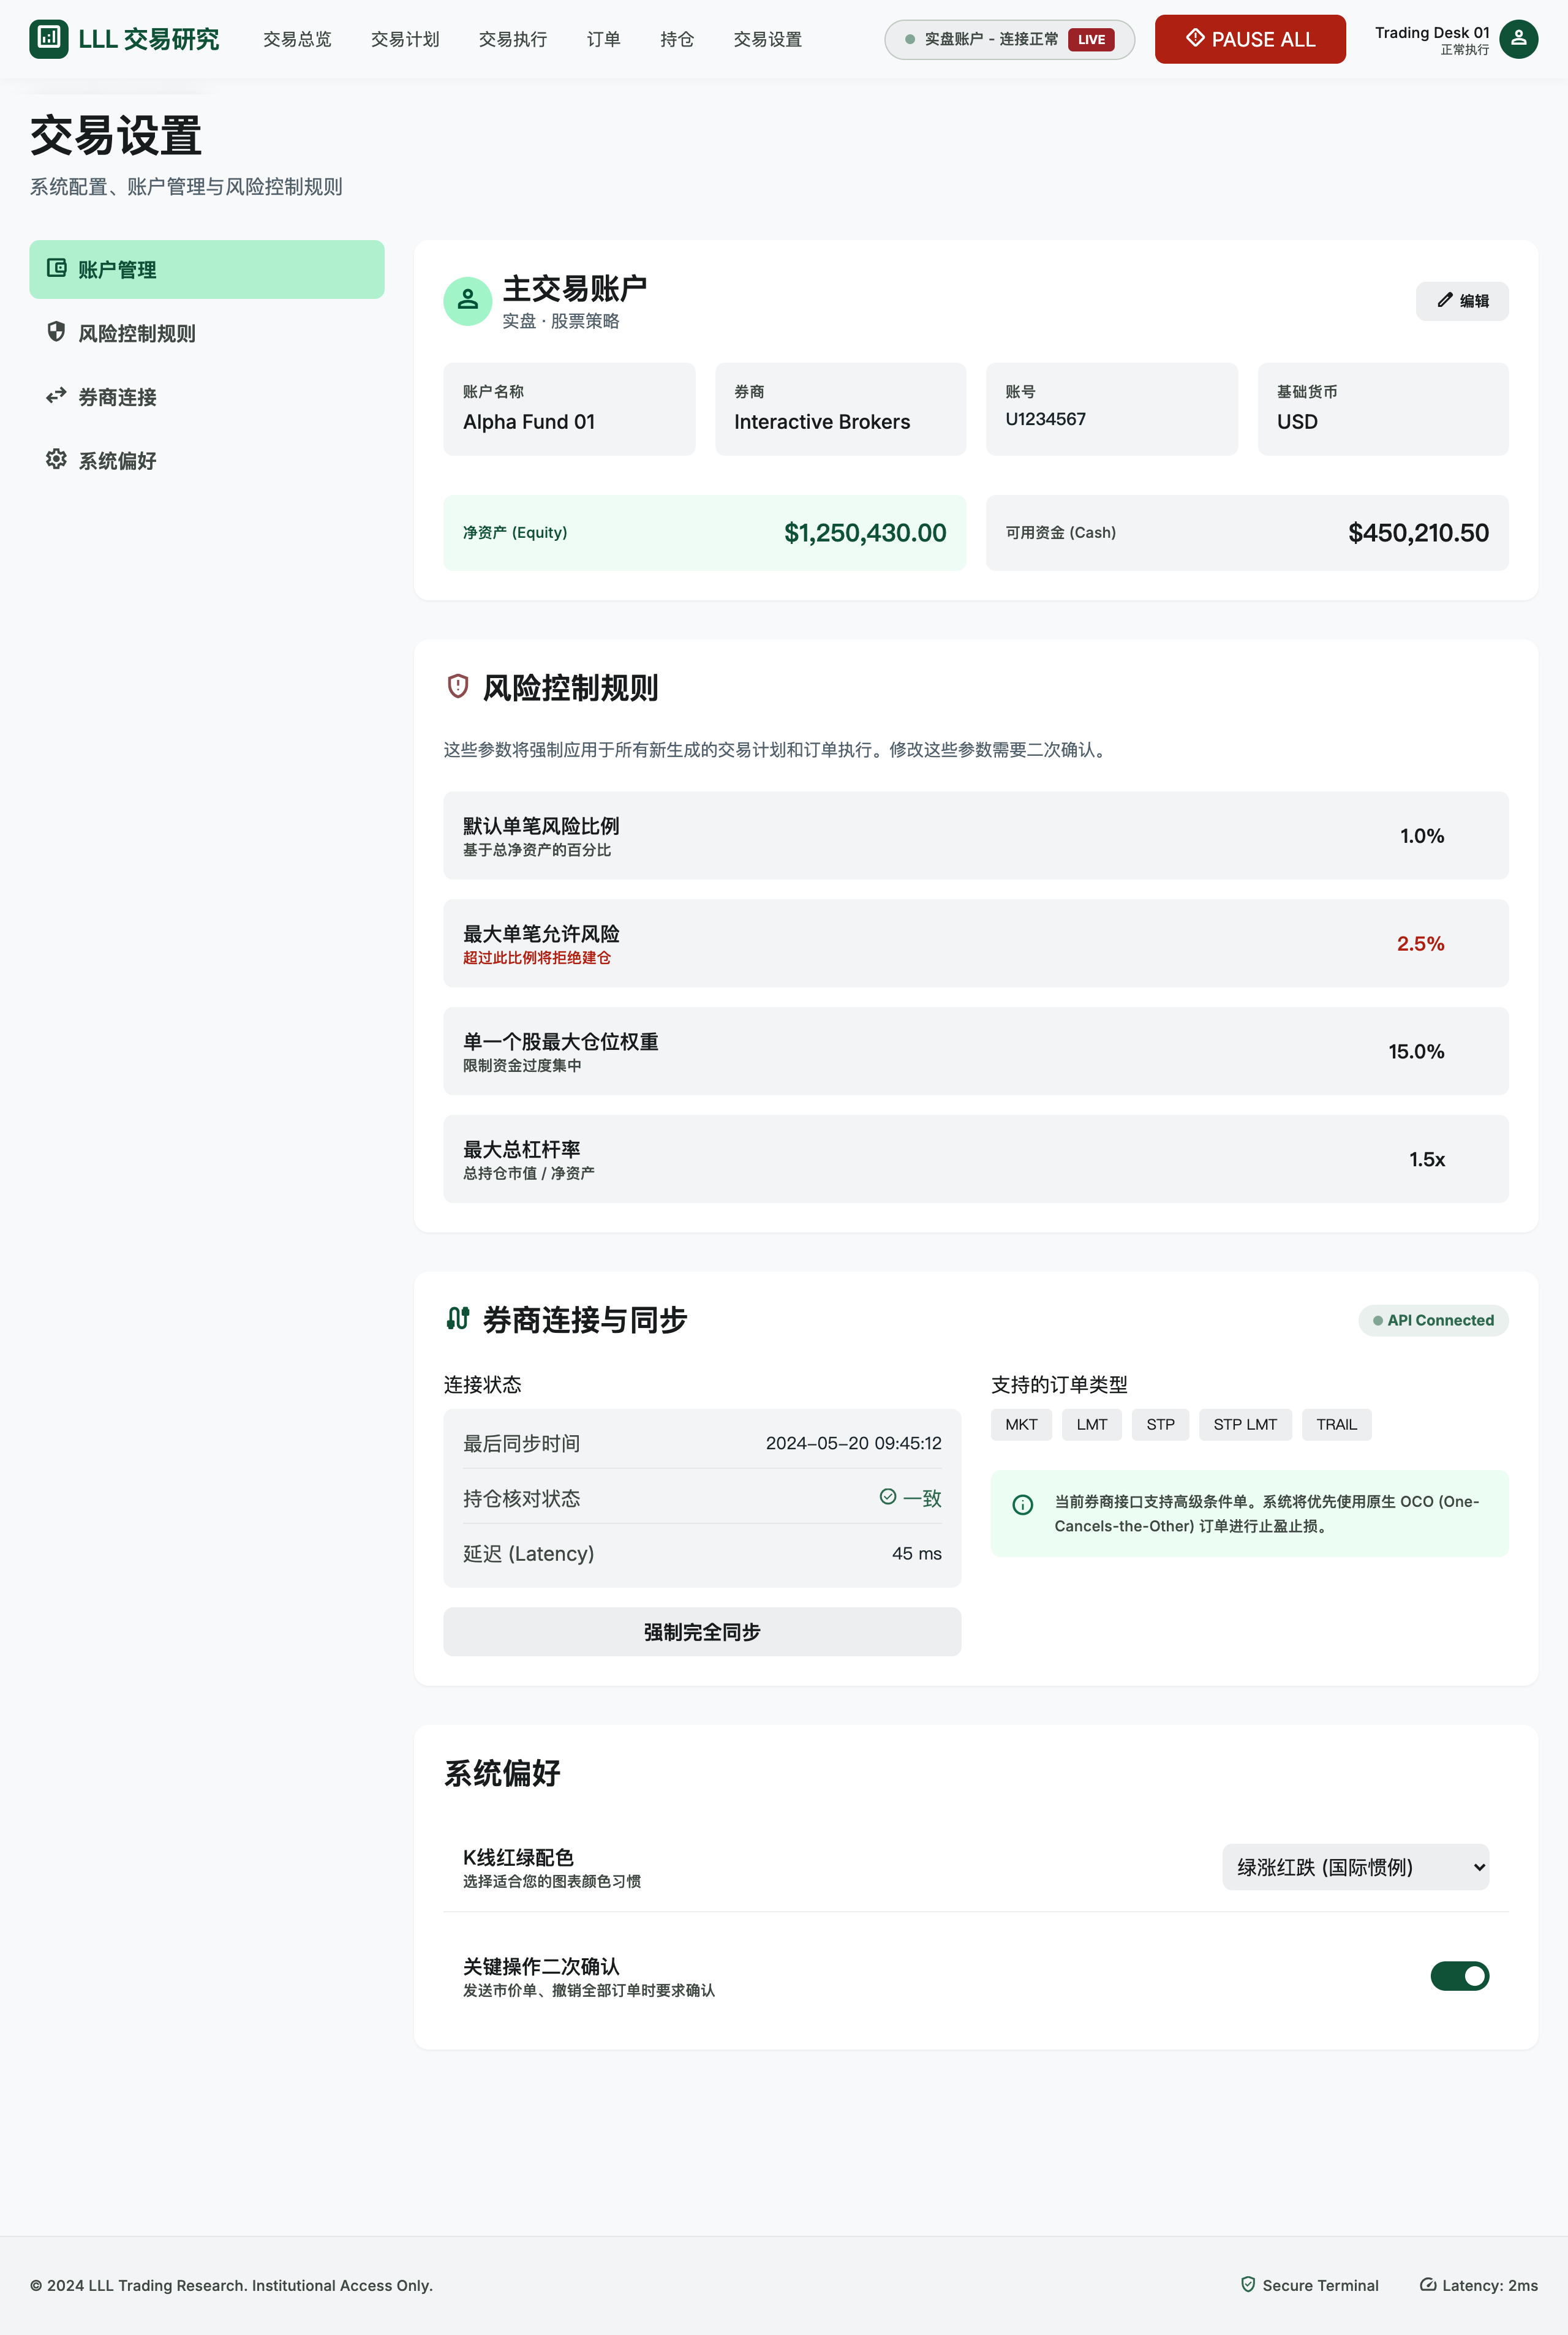 LLL 交易研究
交易总览
交易计划
交易执行
订单
持仓
交易设置
实盘账户 - 连接正常 LIVE
PAUSE ALL
Trading Desk 01
正常执行
交易设置
系统配置、账户管理与风险控制规则
账户管理
风险控制规则
券商连接
系统偏好
主交易账户
实盘 · 股票策略
编辑
账户名称
Alpha Fund 01
券商
Interactive Brokers
账号
U1234567
基础货币
USD
净资产 (Equity)
$1,250,430.00
可用资金 (Cash)
$450,210.50
风险控制规则
这些参数将强制应用于所有新生成的交易计划和订单执行。修改这些参数需要二次确认。
默认单笔风险比例
基于总净资产的百分比
1.0%
最大单笔允许风险
超过此比例将拒绝建仓
2.5%
单一个股最大仓位权重
限制资金过度集中
15.0%
最大总杠杆率
总持仓市值 / 净资产
1.5x
券商连接与同步
API Connected
连接状态
最后同步时间
2024-05-20 09:45:12
持仓核对状态
一致
延迟 (Latency)
45 ms
强制完全同步
支持的订单类型
MKT
LMT
STP
STP LMT
TRAIL
当前券商接口支持高级条件单。系统将优先使用原生 OCO (One-
Cancels-the-Other) 订单进行止盈止损。
系统偏好
K线红绿配色
选择适合您的图表颜色习惯
绿涨红跌 (国际惯例)
关键操作二次确认
发送市价单、撤销全部订单时要求确认
© 2024 LLL Trading Research. Institutional Access Only.
Secure Terminal
Latency: 2ms